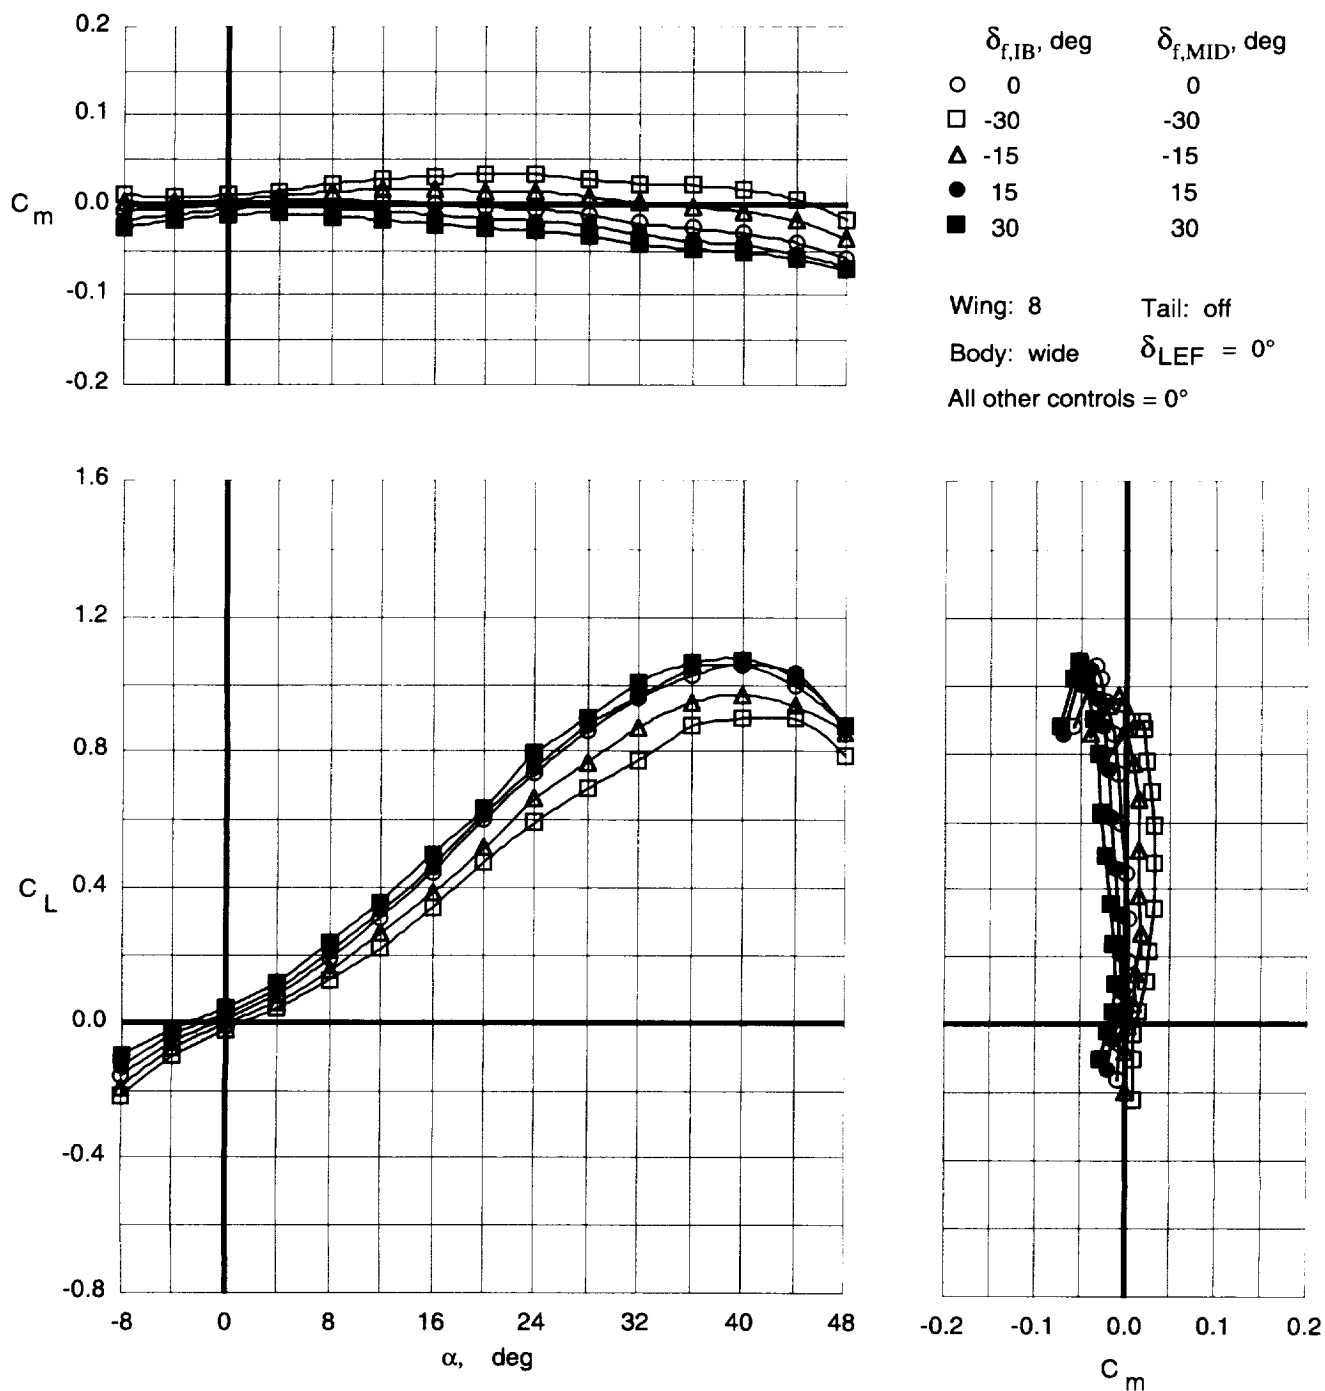 0.2
0.1
C m 0.0
-0.1
-0.2
δf,IB, deg δf,MID, deg
0 0
-30 -30
-15 -15
15 15
30 30
Wing: 8 Tail: off
Body: wide δLEF = 0°
All other controls = 0°
1.6
1.2
0.8
C L 0.4
0.0
-0.4
-0.8
-8 0 8 16 24 32 40 48
α, deg
-0.2 -0.1 0.0 0.1 0.2
C m